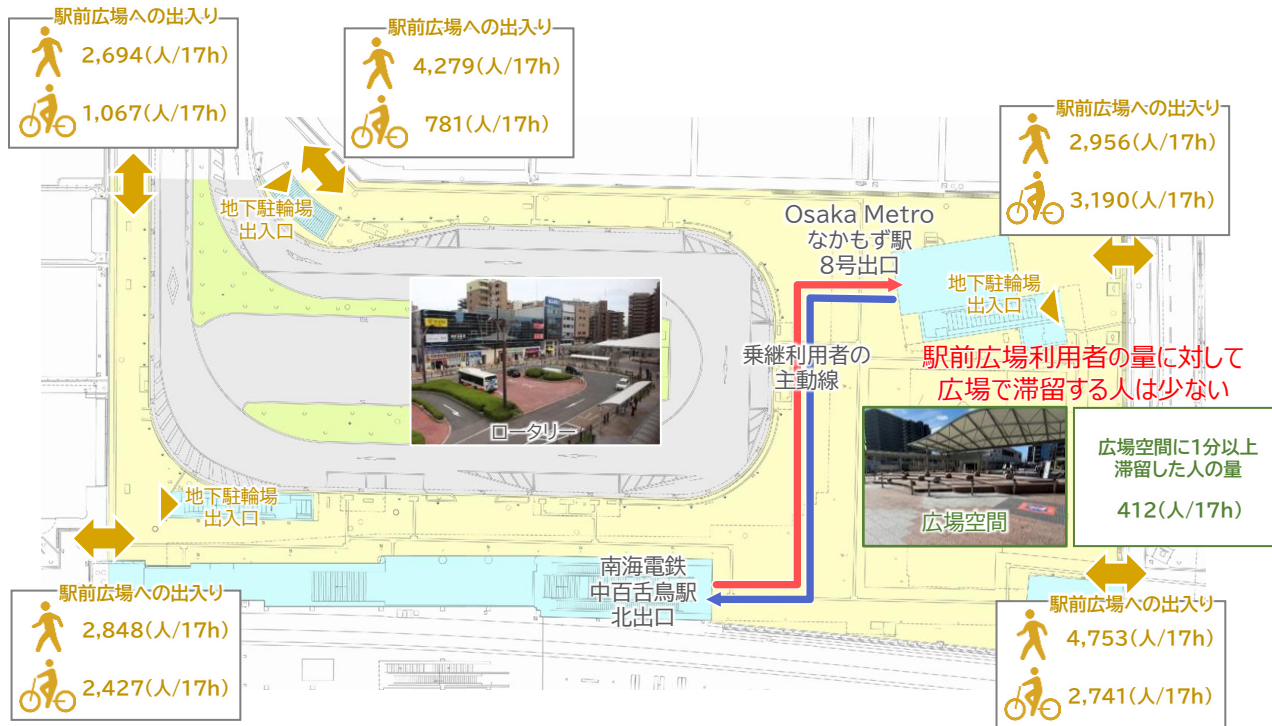 駅前広場への出入り
2,694(人/17h)
1,067(人/17h)
駅前広場への出入り
4,279(人/17h)
781(人/17h)
駅前広場への出入り
2,956(人/17h)
3,190(人/17h)
地下駐輪場
出入口
Osaka Metro
なかもず駅
8号出口
地下駐輪場
出入口
乗継利用者の
主動線
駅前広場利用者の量に対して
広場で滞留する人は少ない
ロータリー
広場空間
広場空間に1分以上
滞留した人の量
412(人/17h)
地下駐輪場
出入口
南海電鉄
中百舌鳥駅
北出口
駅前広場への出入り
2,848(人/17h)
2,427(人/17h)
駅前広場への出入り
4,753(人/17h)
2,741(人/17h)